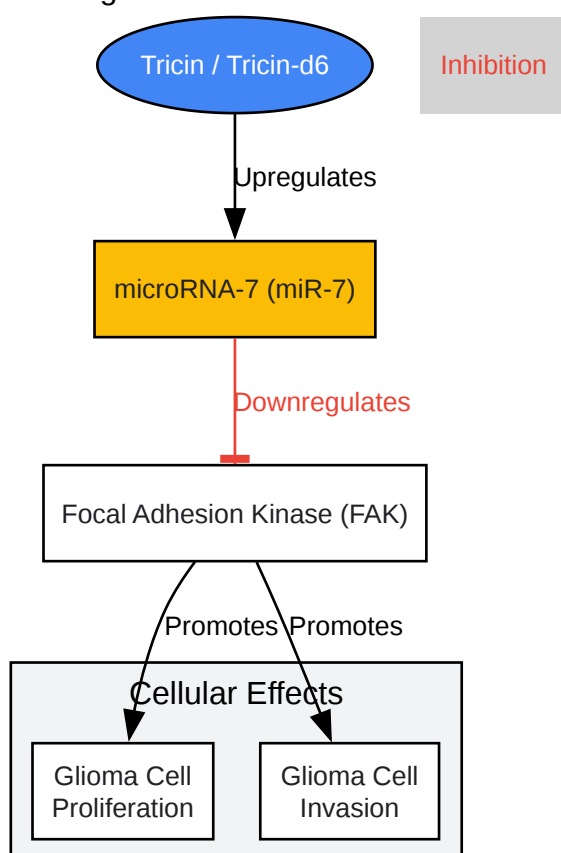 Tricin / Tricin-d6
Inhibition
Upregulates
microRNA-7 (miR-7)
Downregulates
Focal Adhesion Kinase (FAK)
Promotes
Promotes
Cellular Effects
Glioma Cell
Proliferation
Glioma Cell
Invasion